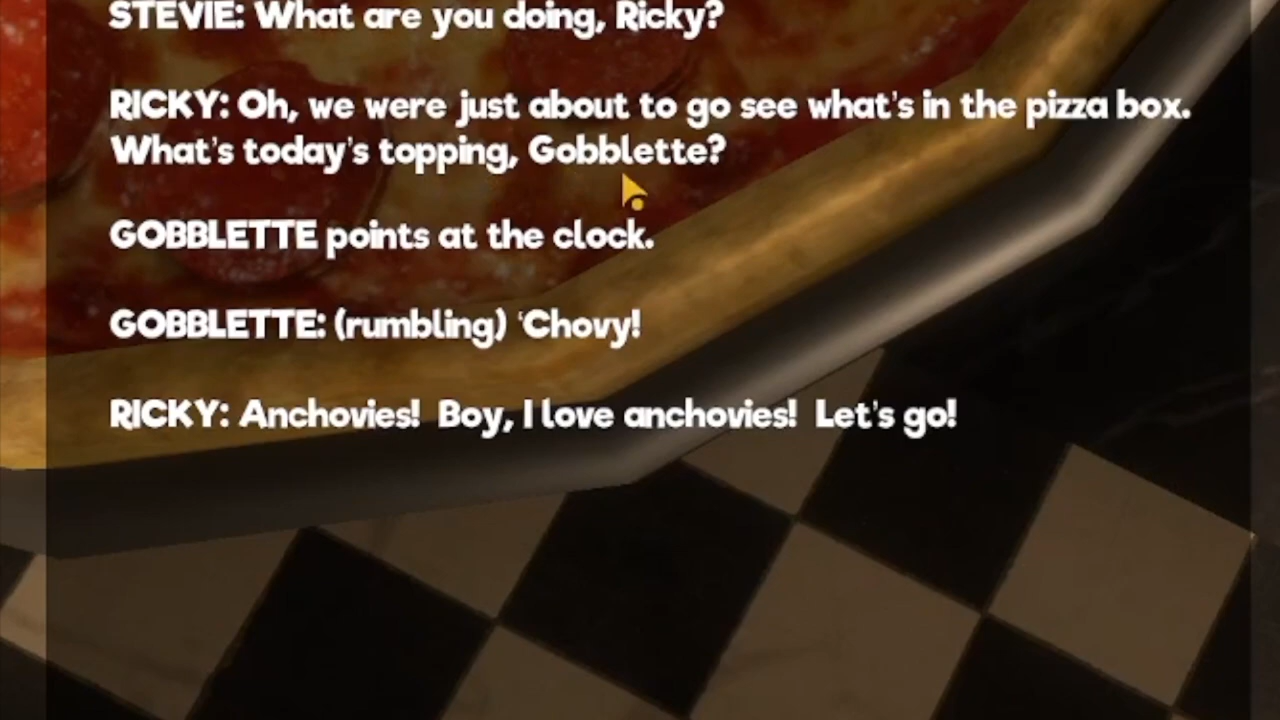 STEVIE: What are you doing, Ricky?
RICKY: Oh, we were just about to go see what's in the pizza box.
What's today's topping, Gobblette?
GOBBLETTE points at the clock.
GOBBLETTE: (rumbling) ‘Chovy!
RICKY: Anchovies!  Boy, I love anchovies!  Let's go!